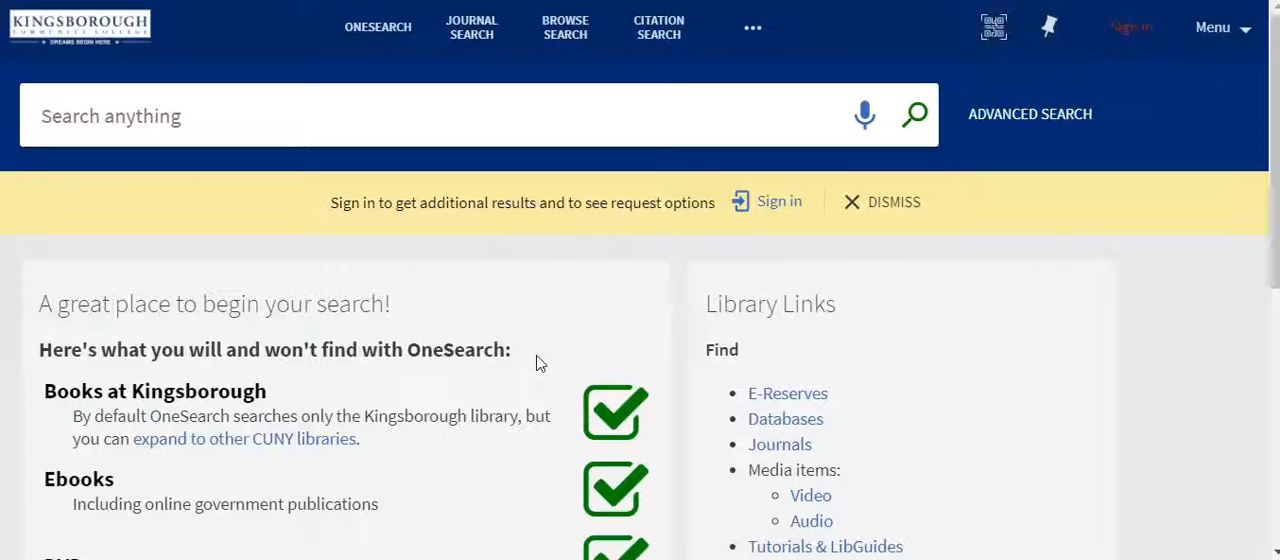 KINGSBOROUGH
COMMUNITY COLLEGE
DREAMS BEGIN HERE
ONESEARCH
JOURNAL
SEARCH
BROWSE
SEARCH
CITATION
SEARCH
Sign in
Menu
Search anything
ADVANCED SEARCH
Sign in to get additional results and to see request options
Sign in
DISMISS
A great place to begin your search!
Here's what you will and won't find with OneSearch:
Books at Kingsborough
By default OneSearch searches only the Kingsborough library, but
you can expand to other CUNY libraries.
Ebooks
Including online government publications
Library Links
Find
E-Reserves
Databases
Journals
Media items:
Video
Audio
Tutorials & LibGuides